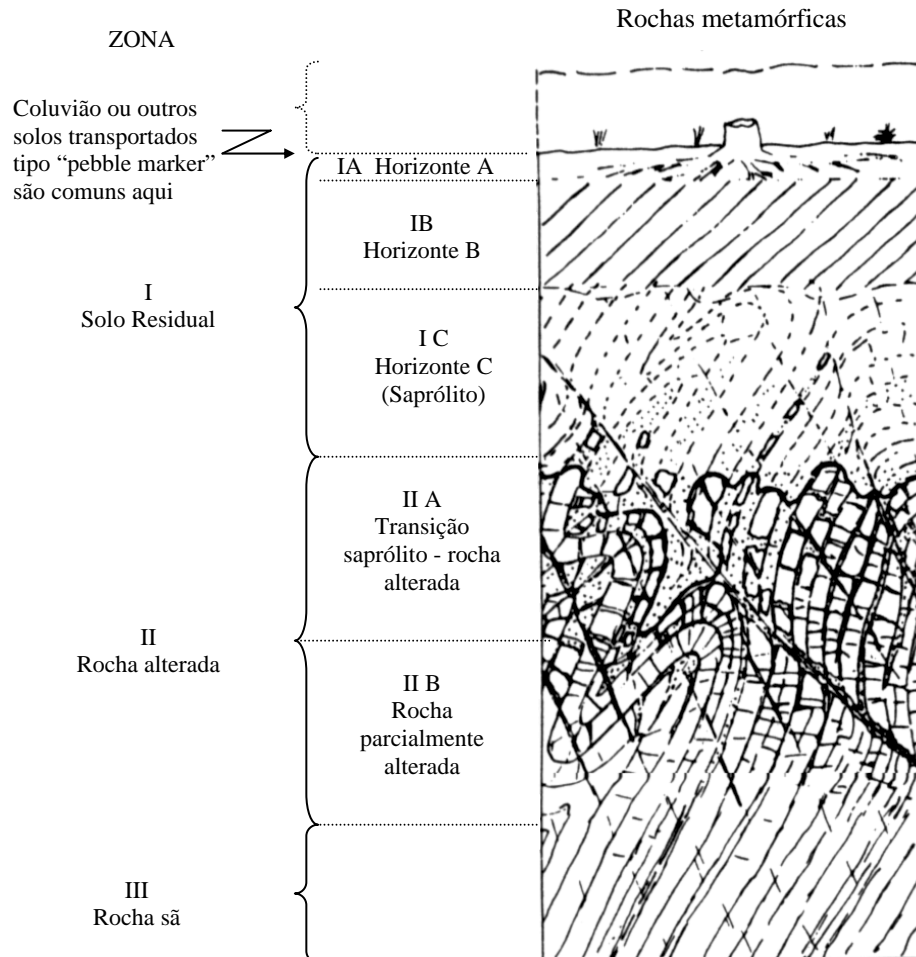 Rochas metamórficas
ZONA
Coluvião ou outros
solos transportados
tipo “pebble marker”
são comuns aqui
IA Horizonte A
IB
Horizonte B
I
Solo Residual
I C
Horizonte C
(Saprólito)
II A
Transição
saprólito - rocha
alterada
II
Rocha alterada
II B
Rocha
parcialmente
alterada
III
Rocha sã